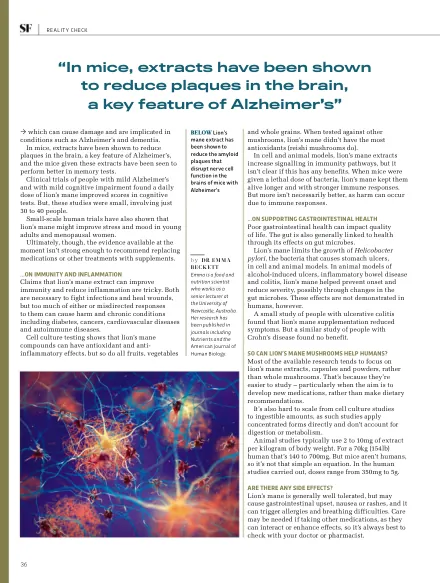 SF REALITY CHECK
“In mice, extracts have been shown
to reduce plaques in the brain,
a key feature of Alzheimer’s”
→ which can cause damage and are implicated in
conditions such as Alzheimer’s and dementia.
In mice, extracts have been shown to reduce
plaques in the brain, a key feature of Alzheimer’s,
and the mice given these extracts have been seen to
perform better in memory tests.
Clinical trials of people with mild Alzheimer’s
and with mild cognitive impairment found a daily
dose of lion’s mane improved scores in cognitive
tests. But, these studies were small, involving just
30 to 40 people.
Small-scale human trials have also shown that
lion’s mane might improve stress and mood in young
adults and menopausal women.
Ultimately, though, the evidence available at the
moment isn’t strong enough to recommend replacing
medications or other treatments with supplements.
...ON IMMUNITY AND INFLAMMATION
Claims that lion’s mane extract can improve
immunity and reduce inflammation are tricky. Both
are necessary to fight infections and heal wounds,
but too much of either or misdirected responses
to them can cause harm and chronic conditions
including diabetes, cancers, cardiovascular diseases
and autoimmune diseases.
Cell culture testing shows that lion’s mane
compounds can have antioxidant and anti-
inflammatory effects, but so do all fruits, vegetables
BELOW Lion’s
mane extract has
been shown to
reduce the amyloid
plaques that
disrupt nerve cell
function in the
brains of mice with
Alzheimer’s
by DR EMMA
BECKETT
Emma is a food and
nutrition scientist
who works as a
senior lecturer at
the University of
Newcastle, Australia.
Her research has
been published in
journals including
Nutrients and the
American Journal of
Human Biology.
and whole grains. When tested against other
mushrooms, lion’s mane didn’t have the most
antioxidants (reishi mushrooms do).
In cell and animal models, lion’s mane extracts
increase signalling in immunity pathways, but it
isn’t clear if this has any benefits. When mice were
given a lethal dose of bacteria, lion’s mane kept them
alive longer and with stronger immune responses.
But more isn’t necessarily better, as harm can occur
due to immune responses.
...ON SUPPORTING GASTROINTESTINAL HEALTH
Poor gastrointestinal health can impact quality
of life. The gut is also generally linked to health
through its effects on gut microbes.
Lion’s mane limits the growth of Helicobacter
pylori, the bacteria that causes stomach ulcers,
in cell and animal models. In animal models of
alcohol-induced ulcers, inflammatory bowel disease
and colitis, lion’s mane helped prevent onset and
reduce severity, possibly through changes in the
gut microbes. These effects are not demonstrated in
humans, however.
A small study of people with ulcerative colitis
found that lion’s mane supplementation reduced
symptoms. But a similar study of people with
Crohn’s disease found no benefit.
SO CAN LION’S MANE MUSHROOMS HELP HUMANS?
Most of the available research tends to focus on
lion’s mane extracts, capsules and powders, rather
than whole mushrooms. That’s because they’re
easier to study – particularly when the aim is to
develop new medications, rather than make dietary
recommendations.
It’s also hard to scale from cell culture studies
to ingestible amounts, as such studies apply
concentrated forms directly and don’t account for
digestion or metabolism.
Animal studies typically use 2 to 10mg of extract
per kilogram of body weight. For a 70kg (154lb)
human that’s 140 to 700mg. But mice aren’t humans,
so it’s not that simple an equation. In the human
studies carried out, doses range from 350mg to 5g.
ARE THERE ANY SIDE EFFECTS?
Lion’s mane is generally well tolerated, but may
cause gastrointestinal upset, nausea or rashes, and it
can trigger allergies and breathing difficulties. Care
may be needed if taking other medications, as they
can interact or enhance effects, so it’s always best to
check with your doctor or pharmacist.
36